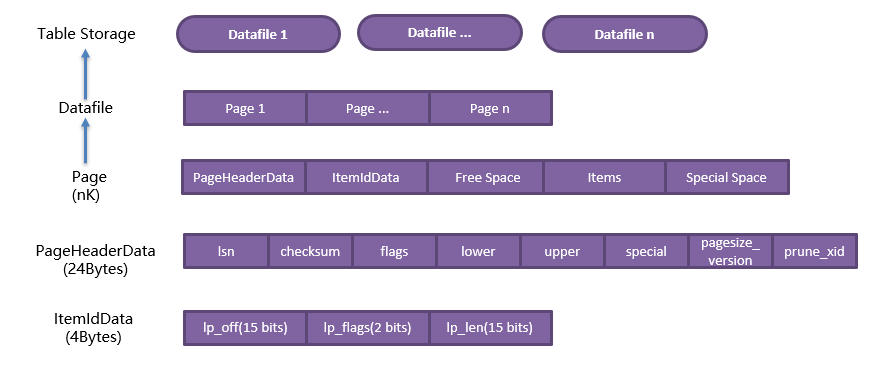 Table Storage
Datafile 1
Datafile ...
Datafile n
Datafile
Page 1
Page ...
Page n
Page
(nK)
PageHeaderData
ItemIdData
Free Space
Items
Special Space
PageHeaderData
(24Bytes)
lsn
checksum
flags
lower
upper
special
pagesize_
version
prune_xid
ItemIdData
(4Bytes)
lp_off(15 bits)
lp_flags(2 bits)
lp_len(15 bits)